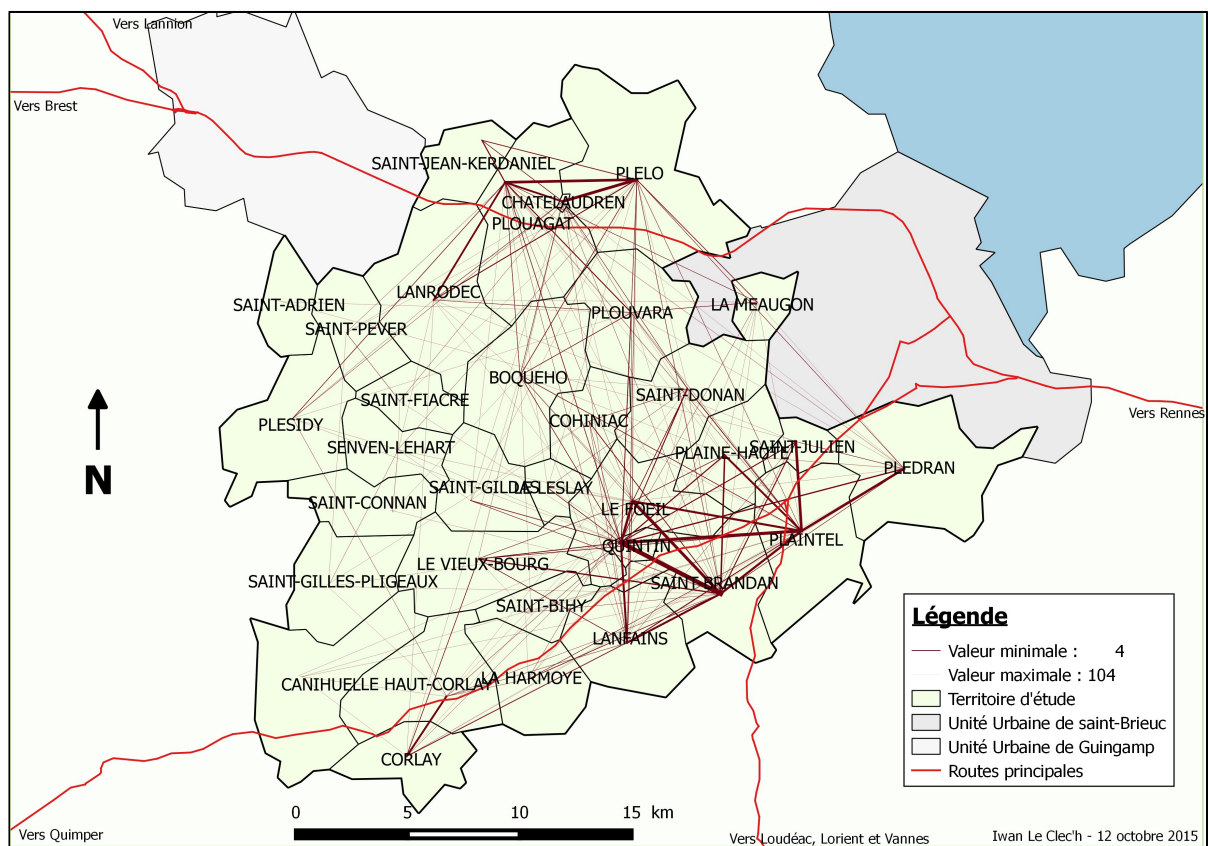 Vers Lannion
Vers Brest
SAINT-JEAN-KERDANIEL
PLELO
CHATELAUDREN
PLOUAGAT
LANRODEC
SAINT-ADRIEN
LA MEAUGON
PLOUVARA
SAINT-PEVER
BOQUEHO
SAINT-DONAN
SAINT-FIACRE
Vers Rennes
COHINIAC
PLESIDY
SENVEN-LEHART
SAINT-JULIEN
PLAINE-HAUTE
PLEDRAN
N
SAINT-GILDAS
LE LESLAY
SAINT-CONNAN
LE FOEIL
PLAINTEL
QUINTIN
LE VIEUX-BOURG
SAINT-GILLES-PLIGEAUX
SAINT-BRANDAN
SAINT-BIHY
LANFAINS
CANIHUELLE
HAUT-CORLAY
LA HARMOYE
CORLAY
Légende
Valeur minimale : 4
Valeur maximale : 104
Territoire d'étude
Unité Urbaine de saint-Brieuc
Unité Urbaine de Guingamp
Routes principales
0 5 10 15 km
Vers Quimper
Vers Loudéac, Lorient et Vannes
Iwan Le Clec'h - 12 octobre 2015